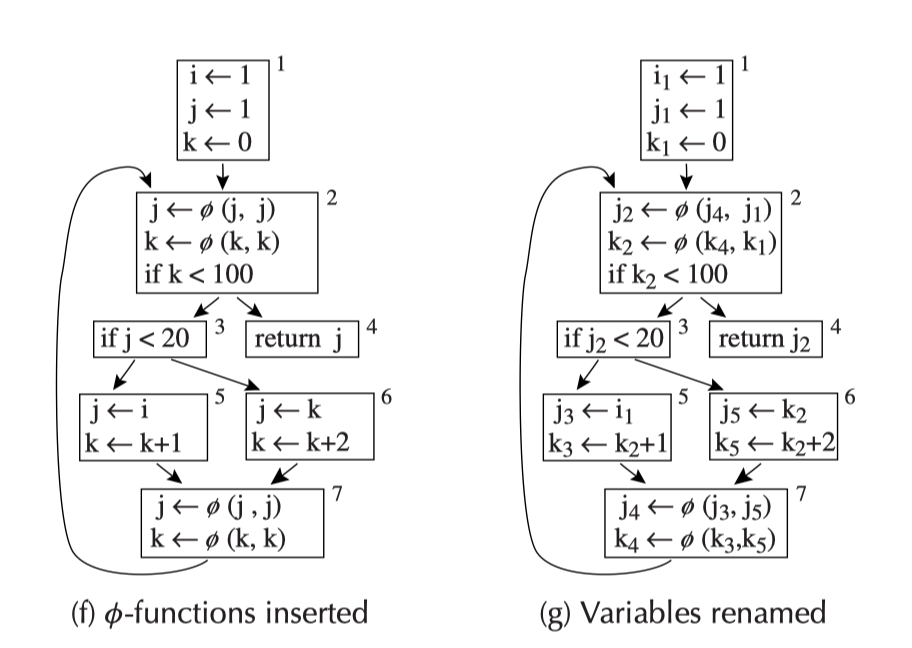 i ← 1
j ← 1
k ← 0
1
j ← ϕ (j, j)
k ← ϕ (k, k)
if k < 100
2
if j < 20
3
return j
4
j ← i
k ← k+1
5
j ← k
k ← k+2
6
j ← ϕ (j , j)
k ← ϕ (k, k)
7
(f) ϕ-functions inserted
i₁ ← 1
j₁ ← 1
k₁ ← 0
1
j₂ ← ϕ (j₄, j₁)
k₂ ← ϕ (k₄, k₁)
if k₂ < 100
2
if j₂ < 20
3
return j₂
4
j₃ ← i₁
k₃ ← k₂+1
5
j₅ ← k₂
k₅ ← k₂+2
6
j₄ ← ϕ (j₃, j₅)
k₄ ← ϕ (k₃,k₅)
7
(g) Variables renamed